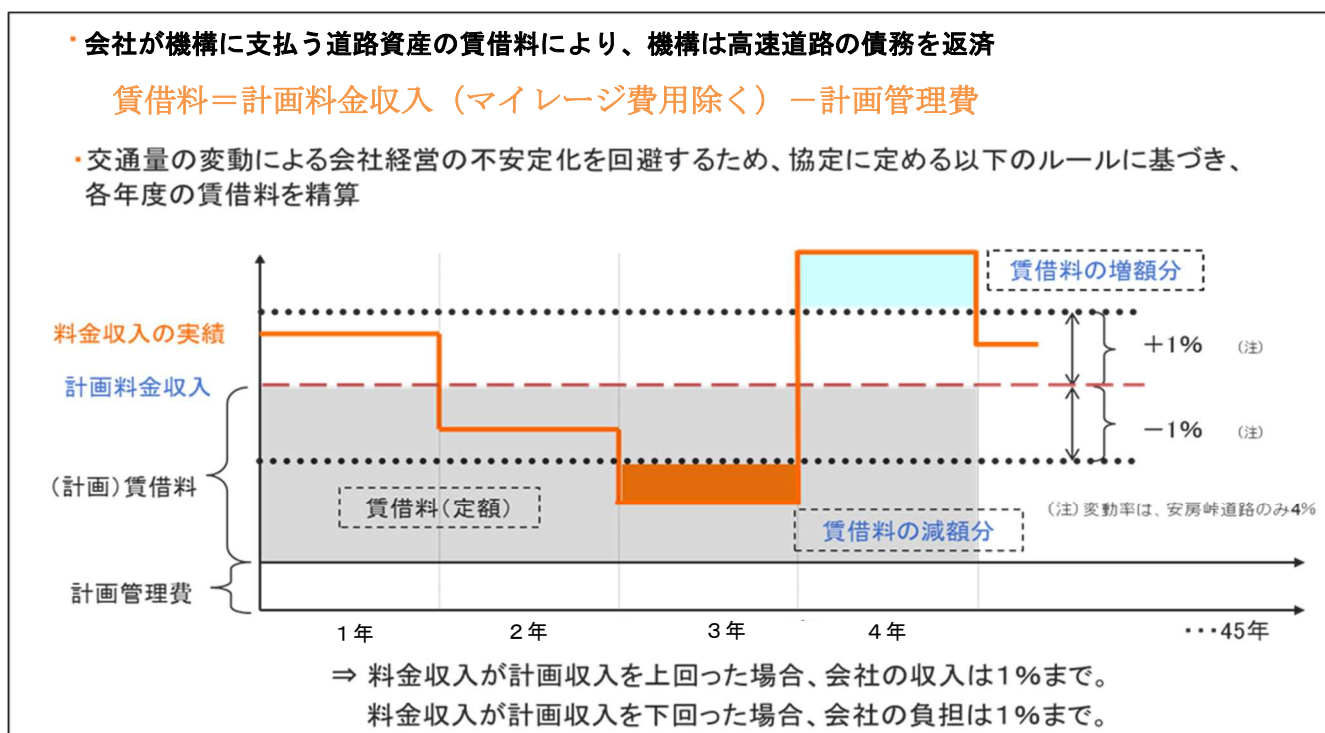 ・会社が機構に支払う道路資産の賃借料により、機構は高速道路の債務を返済
賃借料＝計画料金収入（マイレージ費用除く）－計画管理費
・交通量の変動による会社経営の不安定化を回避するため、協定に定める以下のルールに基づき、
各年度の賃借料を精算
賃借料の増額分
料金収入の実績
＋1％ （注）
計画料金収入
－1％ （注）
（計画）賃借料
賃借料（定額）
（注）変動率は、安房峠道路のみ4％
賃借料の減額分
計画管理費
1年 2年 3年 4年 ・・・45年
⇒ 料金収入が計画収入を上回った場合、会社の収入は1％まで。
料金収入が計画収入を下回った場合、会社の負担は1％まで。